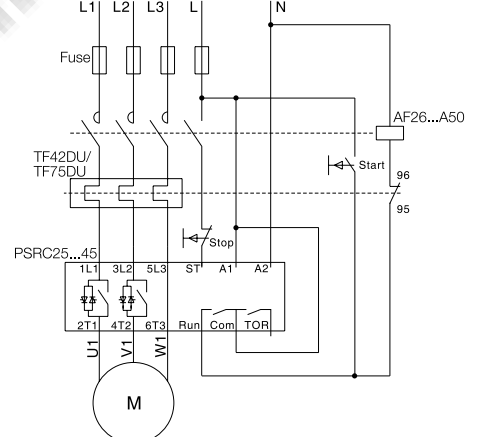 L1 L2 L3 L N
Fuse
AF26...A50
TF42DU/
TF75DU
Start
96
95
Stop
PSRC25...45
1L1 3L2 5L3 ST A1 A2
2T1 4T2 6T3 Run Com TOR
U1 V1 W1
M